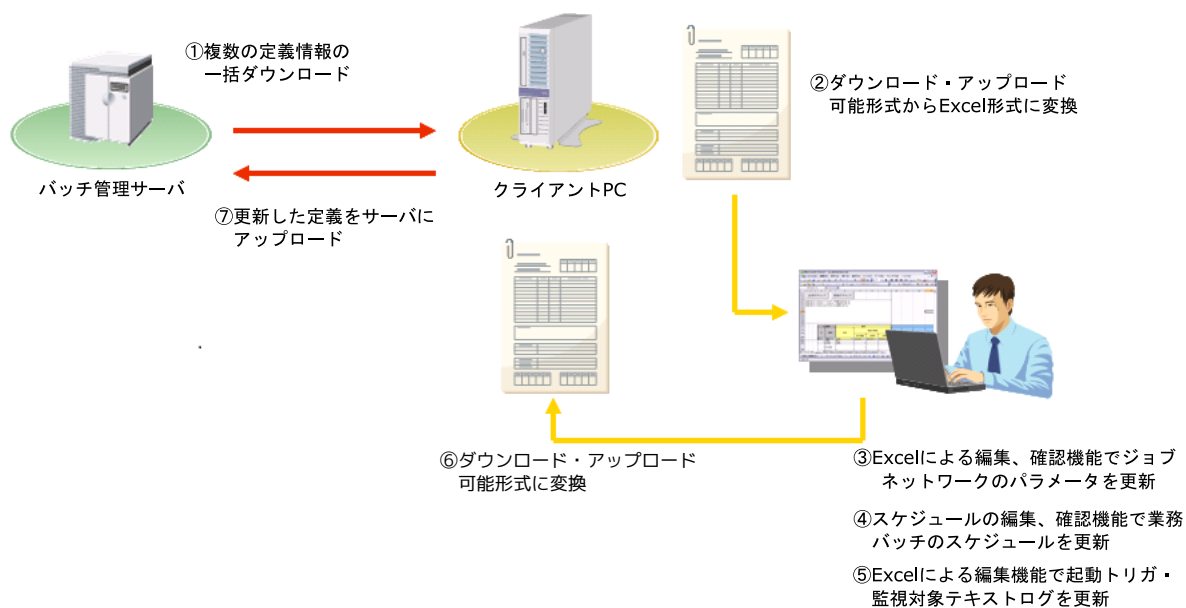 ①複数の定義情報の
一括ダウンロード
バッチ管理サーバ
クライアントPC
②ダウンロード・アップロード
可能形式からExcel形式に変換
⑦更新した定義をサーバに
アップロード
⑥ダウンロード・アップロード
可能形式に変換
③Excelによる編集、確認機能でジョブ
ネットワークのパラメータを更新
④スケジュールの編集、確認機能で業務
バッチのスケジュールを更新
⑤Excelによる編集機能で起動トリガ・
監視対象テキストログを更新